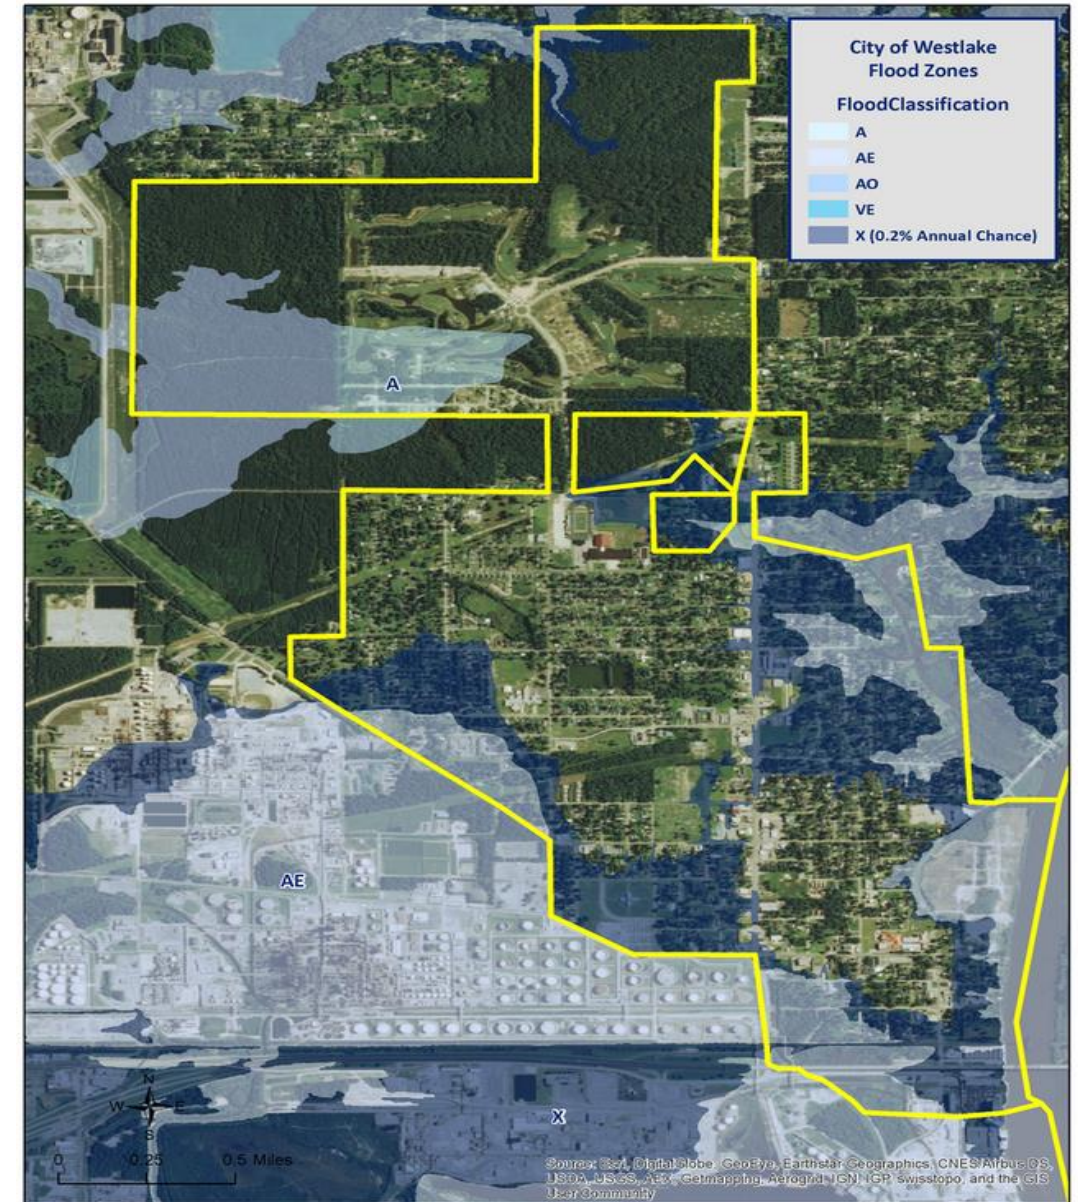 City of Westlake
Flood Zones
FloodClassification
A
AE
AO
VE
X (0.2% Annual Chance)
A
AE
X
N
W E
S
0 0.25 0.5 Miles
Source: Esri, DigitalGlobe, GeoEye, Earthstar Geographics, CNES/Airbus DS,
USDA, USGS, AEX, Getmapping, Aerogrid, IGN, IGP, swisstopo, and the GIS
User Community